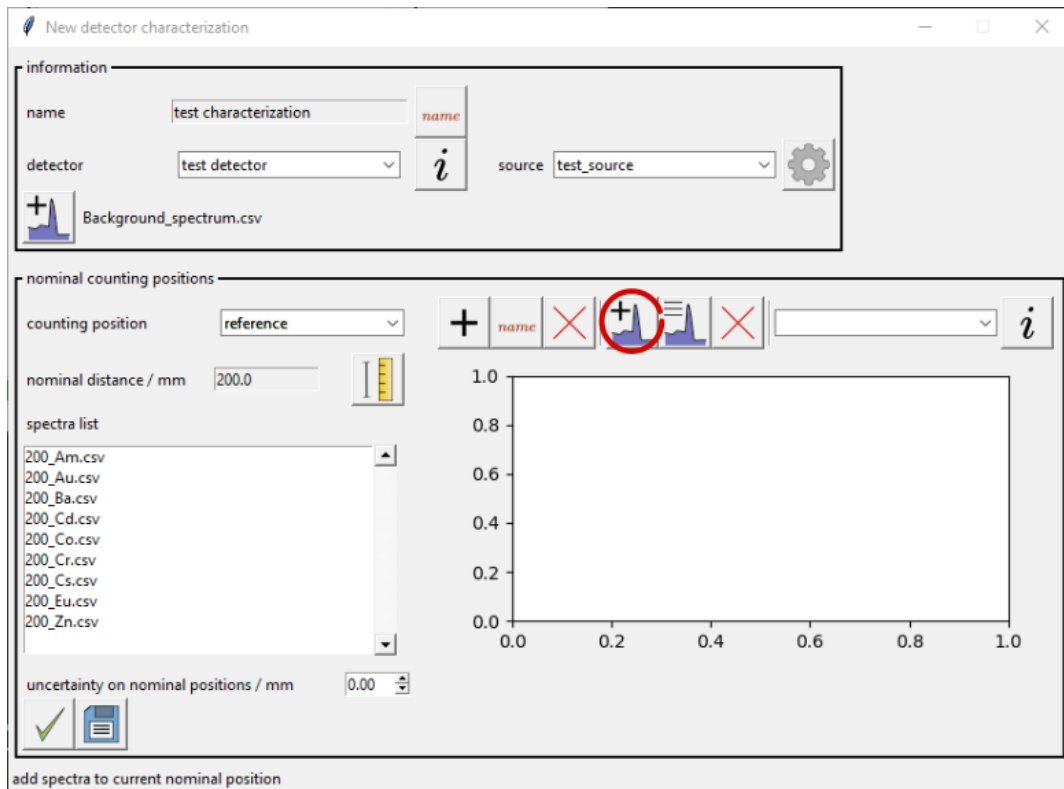 New detector characterization
information
name test characterization name
detector test detector i source test_source
+ Background_spectrum.csv
nominal counting positions
counting position reference + name + i
nominal distance / mm 200.0
spectra list
200_Am.csv
200_Au.csv
200_Ba.csv
200_Cd.csv
200_Co.csv
200_Cr.csv
200_Cs.csv
200_Eu.csv
200_Zn.csv
1.0
0.8
0.6
0.4
0.2
0.0
0.0 0.2 0.4 0.6 0.8 1.0
uncertainty on nominal positions / mm 0.00
add spectra to current nominal position